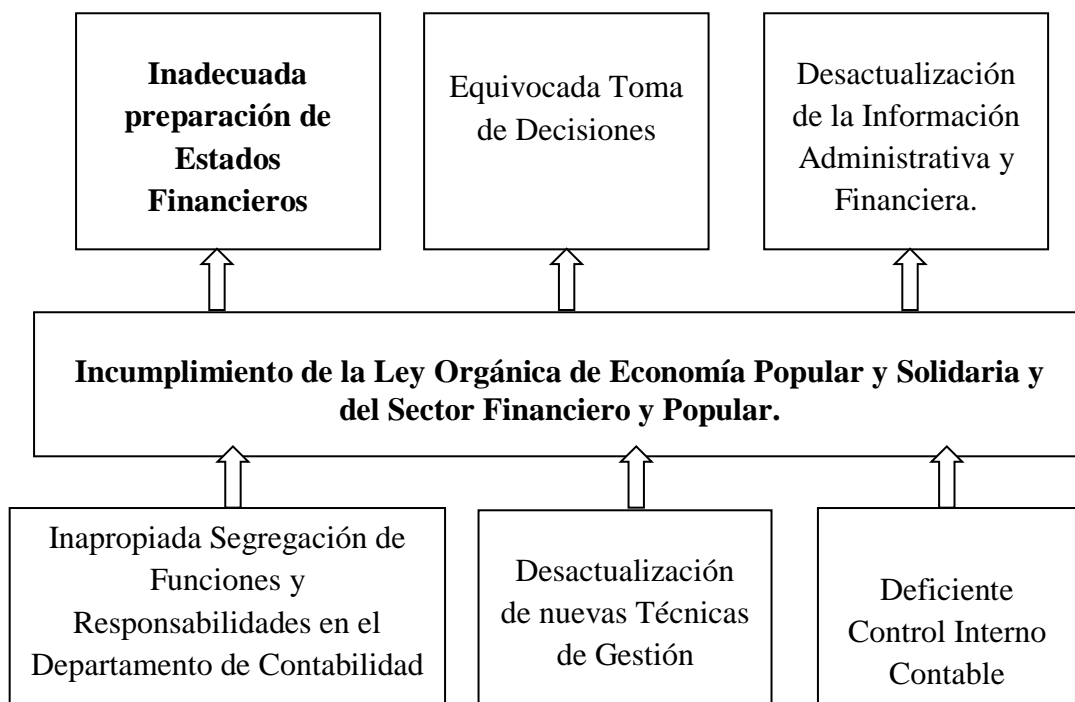 Inadecuada
preparación de
Estados
Financieros
Equivocada Toma
de Decisiones
Desactualización
de la Información
Administrativa y
Financiera.
Incumplimiento de la Ley Orgánica de Economía Popular y Solidaria y
del Sector Financiero y Popular.
Inapropiada Segregación de
Funciones y
Responsabilidades en el
Departamento de Contabilidad
Desactualización
de nuevas Técnicas
de Gestión
Deficiente
Control Interno
Contable